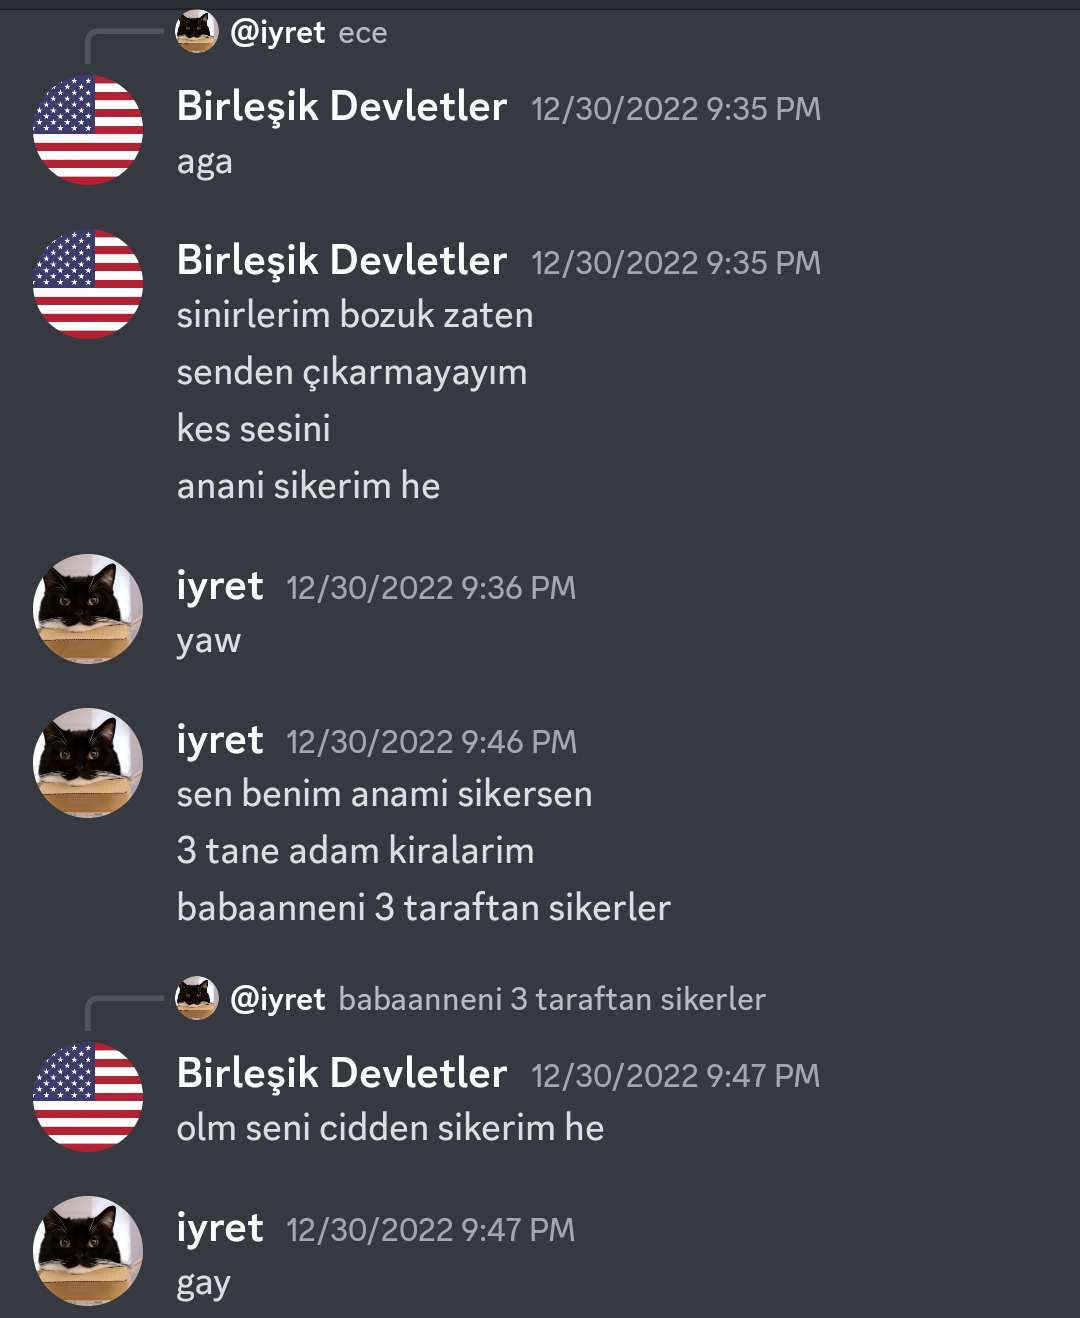 @iyret ece
Birleşik Devletler 12/30/2022 9:35 PM
aga
Birleşik Devletler 12/30/2022 9:35 PM
sinirlerim bozuk zaten
senden çıkarmayayım
kes sesini
anani sikerim he
iyret 12/30/2022 9:36 PM
yaw
iyret 12/30/2022 9:46 PM
sen benim anami sikersen
3 tane adam kiralarim
babaanneni 3 taraftan sikerler
@iyret babaanneni 3 taraftan sikerler
Birleşik Devletler 12/30/2022 9:47 PM
olm seni cidden sikerim he
iyret 12/30/2022 9:47 PM
gay